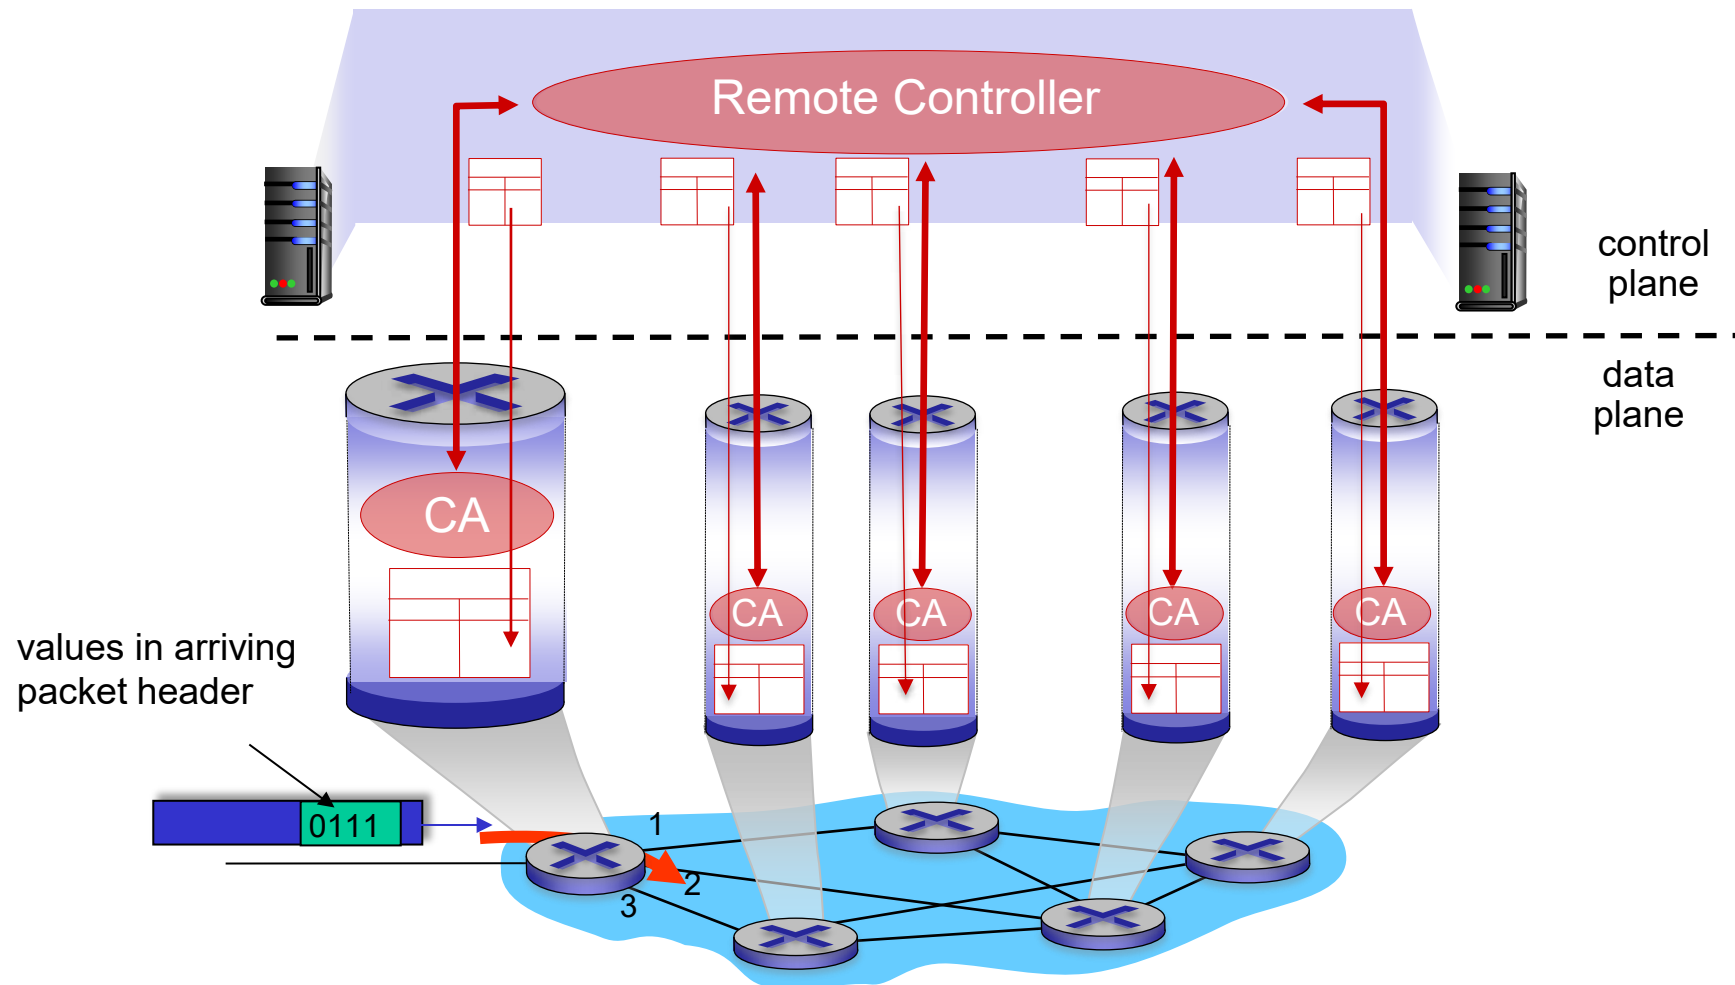 Remote Controller
control
plane
data
plane
CA
CA
CA
CA
CA
values in arriving
packet header
0111
1
2
3